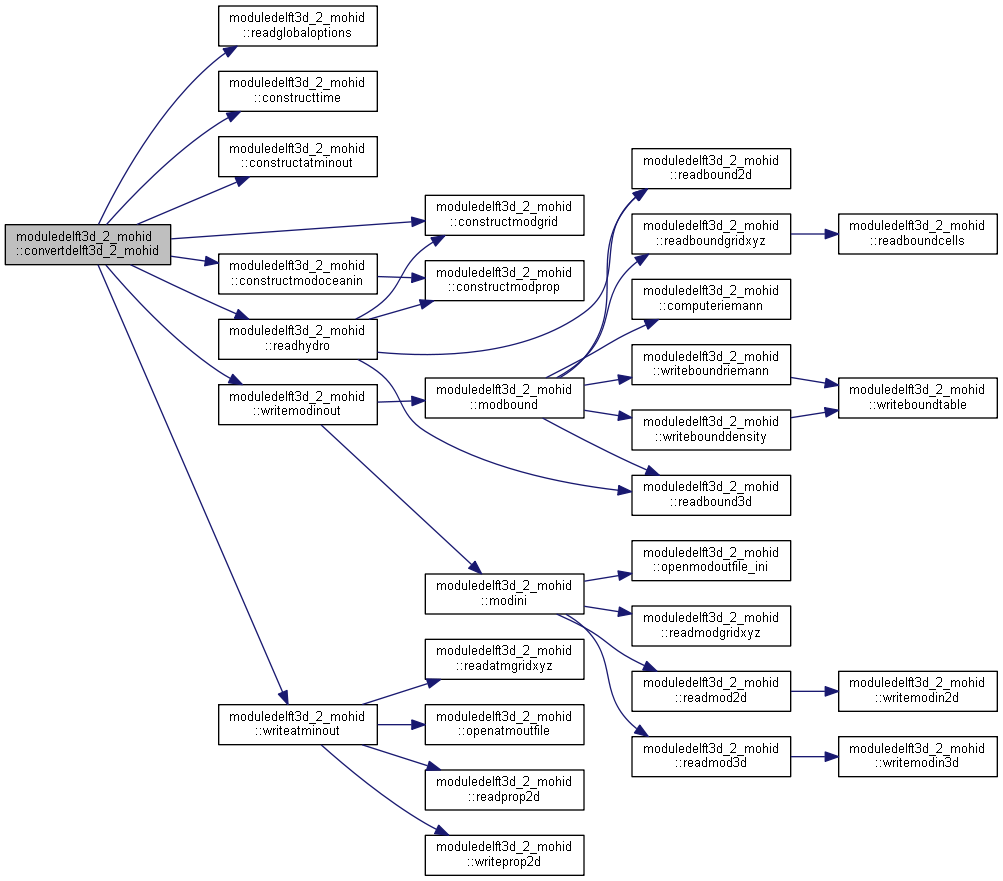 moduledelft3d_2_mohid
::convertdelft3d_2_mohid
moduledelft3d_2_mohid
::readglobaloptions
moduledelft3d_2_mohid
::constructtime
moduledelft3d_2_mohid
::constructatminout
moduledelft3d_2_mohid
::constructmodoceanin
moduledelft3d_2_mohid
::readhydro
moduledelft3d_2_mohid
::writemodinout
moduledelft3d_2_mohid
::writeatminout
moduledelft3d_2_mohid
::constructmodgrid
moduledelft3d_2_mohid
::constructmodprop
moduledelft3d_2_mohid
::modbound
moduledelft3d_2_mohid
::modini
moduledelft3d_2_mohid
::readatmgridxyz
moduledelft3d_2_mohid
::openatmoutfile
moduledelft3d_2_mohid
::readprop2d
moduledelft3d_2_mohid
::writeprop2d
moduledelft3d_2_mohid
::readbound2d
moduledelft3d_2_mohid
::readboundgridxyz
moduledelft3d_2_mohid
::computeriemann
moduledelft3d_2_mohid
::writeboundriemann
moduledelft3d_2_mohid
::writebounddensity
moduledelft3d_2_mohid
::readbound3d
moduledelft3d_2_mohid
::openmodoutfile_ini
moduledelft3d_2_mohid
::readmodgridxyz
moduledelft3d_2_mohid
::readmod2d
moduledelft3d_2_mohid
::readmod3d
moduledelft3d_2_mohid
::readboundcells
moduledelft3d_2_mohid
::writeboundtable
moduledelft3d_2_mohid
::writemodin2d
moduledelft3d_2_mohid
::writemodin3d